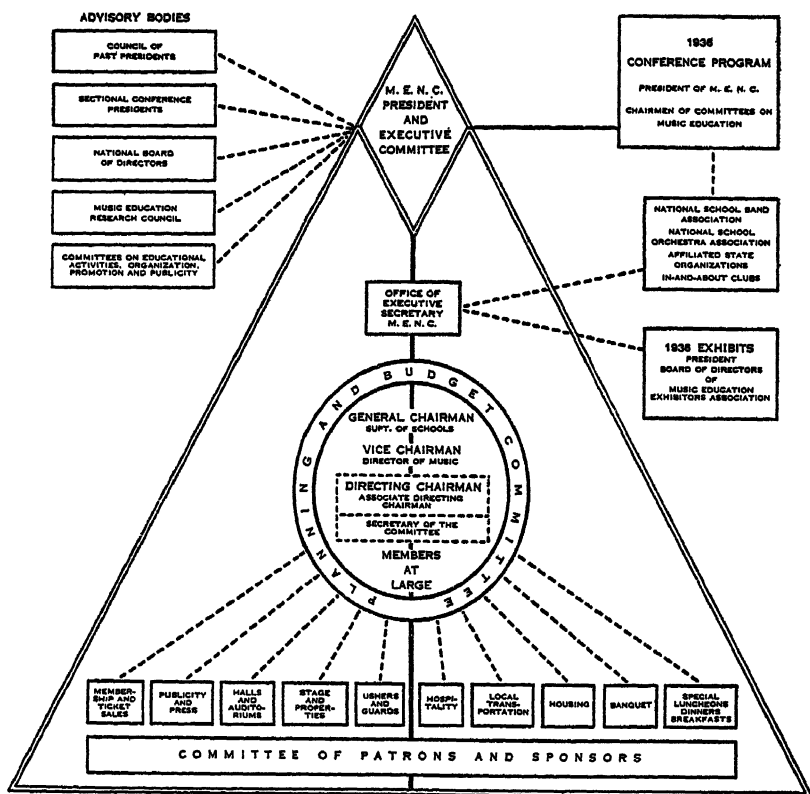 ADVISORY BODIES
COUNCIL OF
PAST PRESIDENTS
SECTIONAL CONFERENCE
PRESIDENTS
NATIONAL BOARD
OF DIRECTORS
MUSIC EDUCATION
RESEARCH COUNCIL
COMMITTEES ON EDUCATIONAL
ACTIVITIES, ORGANIZATION,
PROMOTION AND PUBLICITY
M. E. N. C.
PRESIDENT
AND
EXECUTIVE
COMMITTEE
1936
CONFERENCE PROGRAM
PRESIDENT OF M. E. N. C.
CHAIRMEN OF COMMITTEES ON
MUSIC EDUCATION
NATIONAL SCHOOL BAND
ASSOCIATION
NATIONAL SCHOOL
ORCHESTRA ASSOCIATION
AFFILIATED STATE
ORGANIZATIONS
IN-AND-ABOUT CLUBS
OFFICE OF
EXECUTIVE
SECRETARY
M. E. N. C.
1936 EXHIBITS
PRESIDENT
BOARD OF DIRECTORS
OF
MUSIC EDUCATION
EXHIBITORS ASSOCIATION
PLANNING AND BUDGET COMMITTEE
GENERAL CHAIRMAN
SUPT. OF SCHOOLS
VICE CHAIRMAN
DIRECTOR OF MUSIC
DIRECTING CHAIRMAN
ASSOCIATE DIRECTING
CHAIRMAN
SECRETARY OF THE
COMMITTEE
MEMBERS
AT
LARGE
MEMBER-
SHIP AND
TICKET
SALES
PUBLICITY
AND
PRESS
HALLS
AND
AUDITO-
RIUMS
STAGE
AND
PROPER-
TIES
USHERS
AND
GUARDS
HOSPI-
TALITY
LOCAL
TRANS-
PORTATION
HOUSING
BANQUET
SPECIAL
LUNCHEONS
DINNERS
BREAKFASTS
COMMITTEE OF PATRONS AND SPONSORS